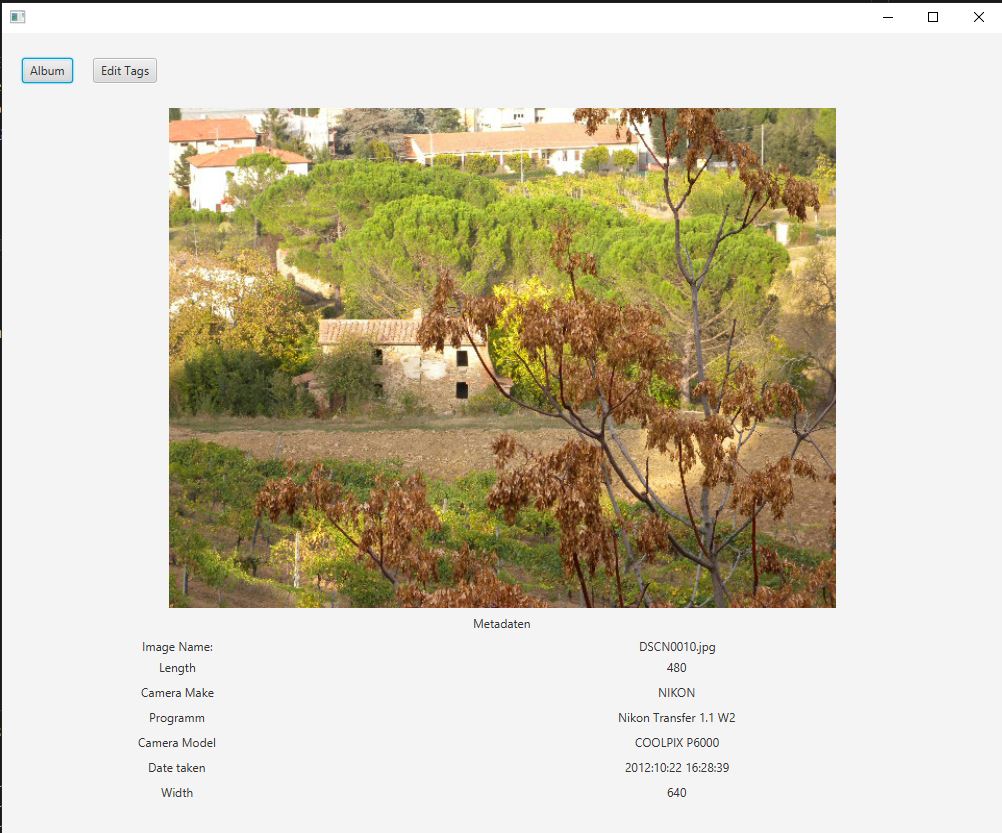 Album Edit Tags
Metadaten
Image Name: DSCN0010.jpg
Length 480
Camera Make NIKON
Programm Nikon Transfer 1.1 W2
Camera Model COOLPIX P6000
Date taken 2012:10:22 16:28:39
Width 640